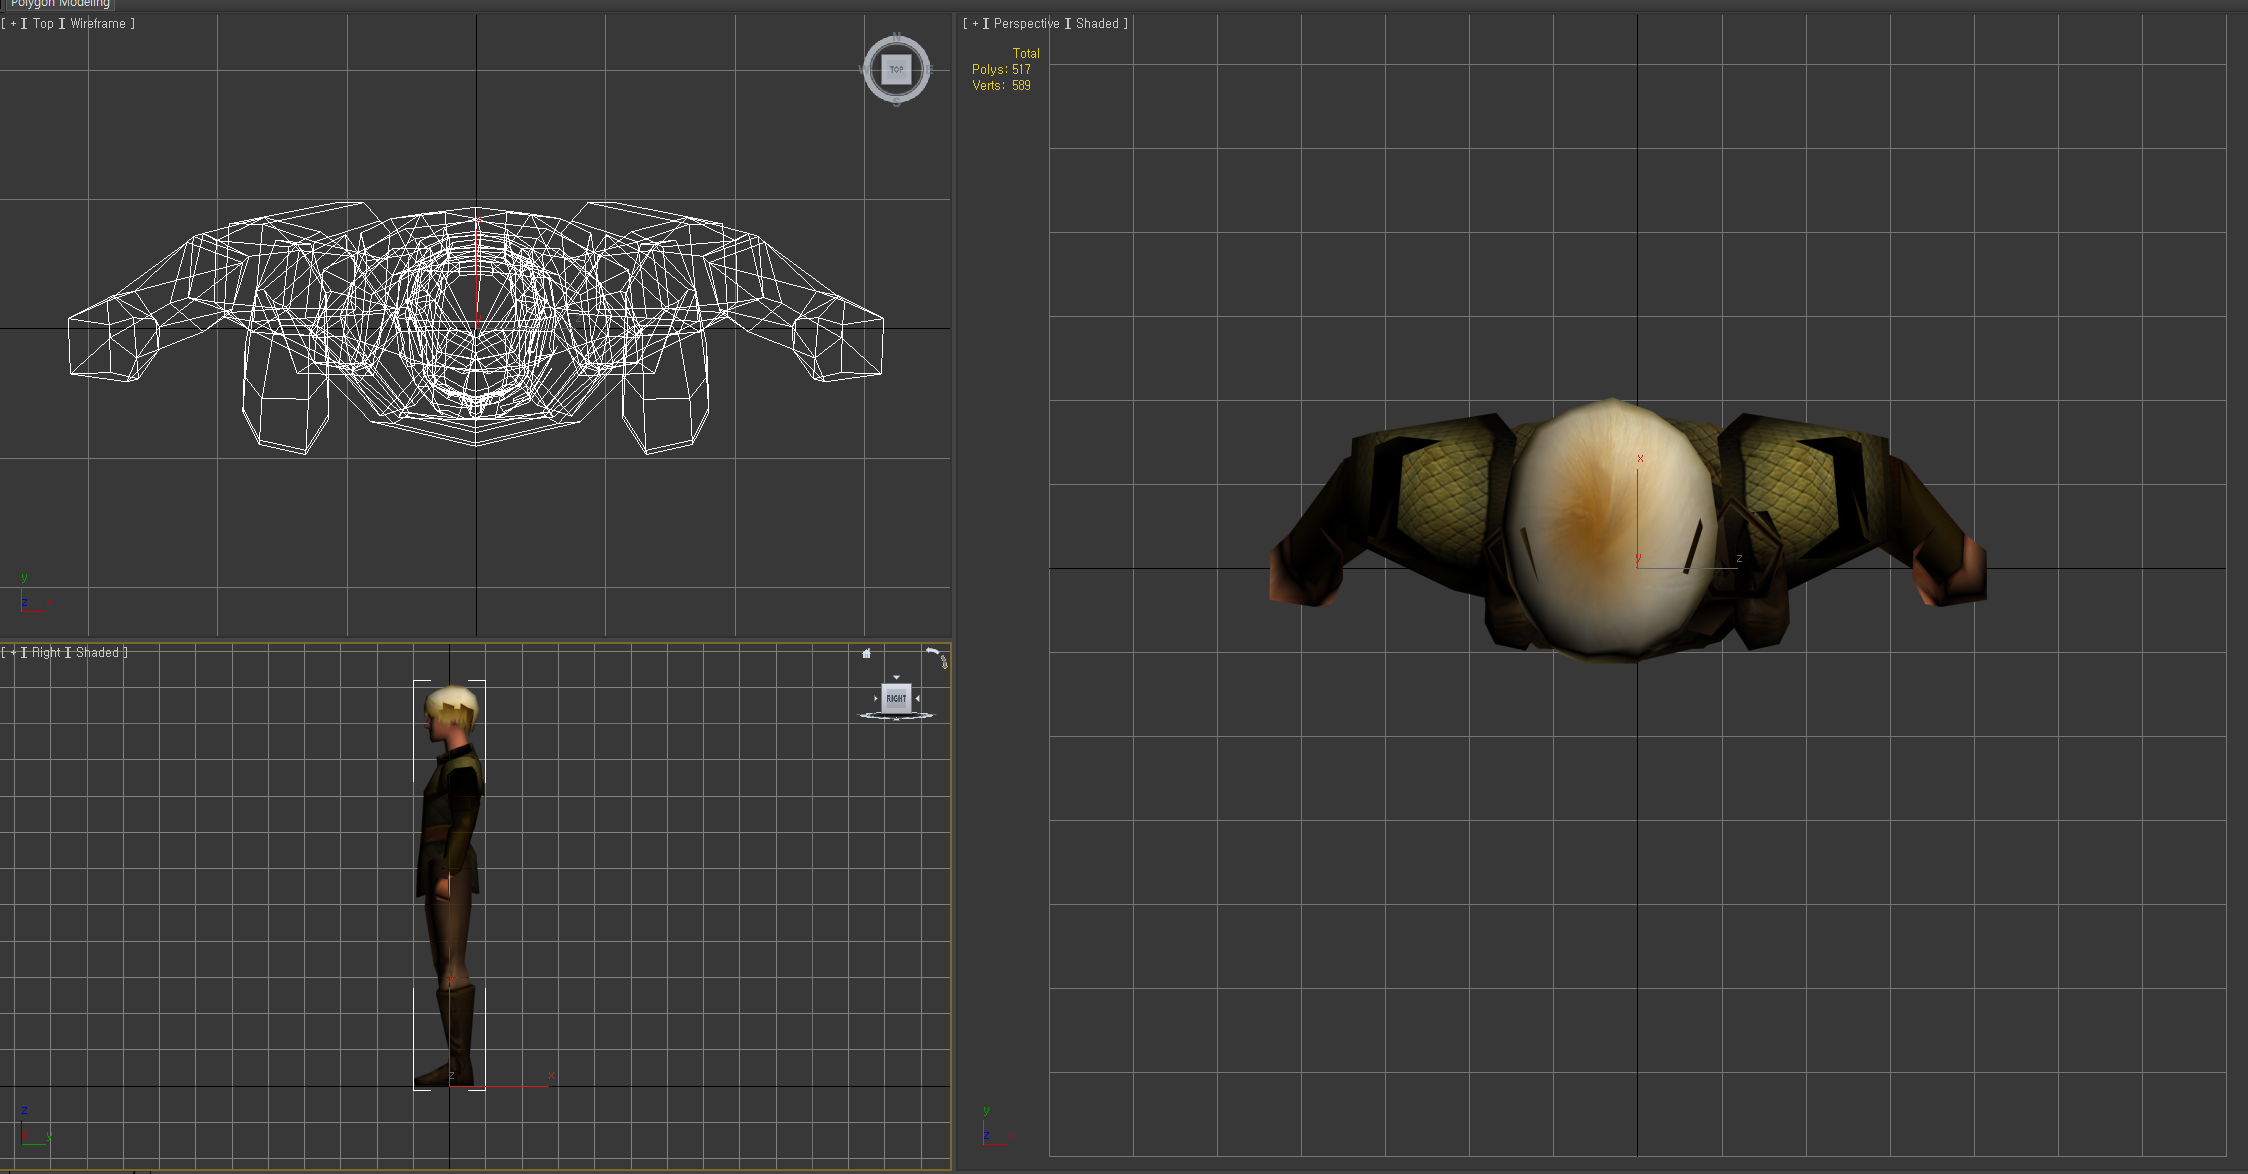 Polygon Modeling
[ + ][ Top ][ Wireframe ]
N
TOP
S
y
z
[ + ][ Perspective ][ Shaded ]
Total
Polys: 517
Verts: 589
x
y
z
[ + ][ Right ][ Shaded ]
RIGHT
z
x
z
y
y
z
x